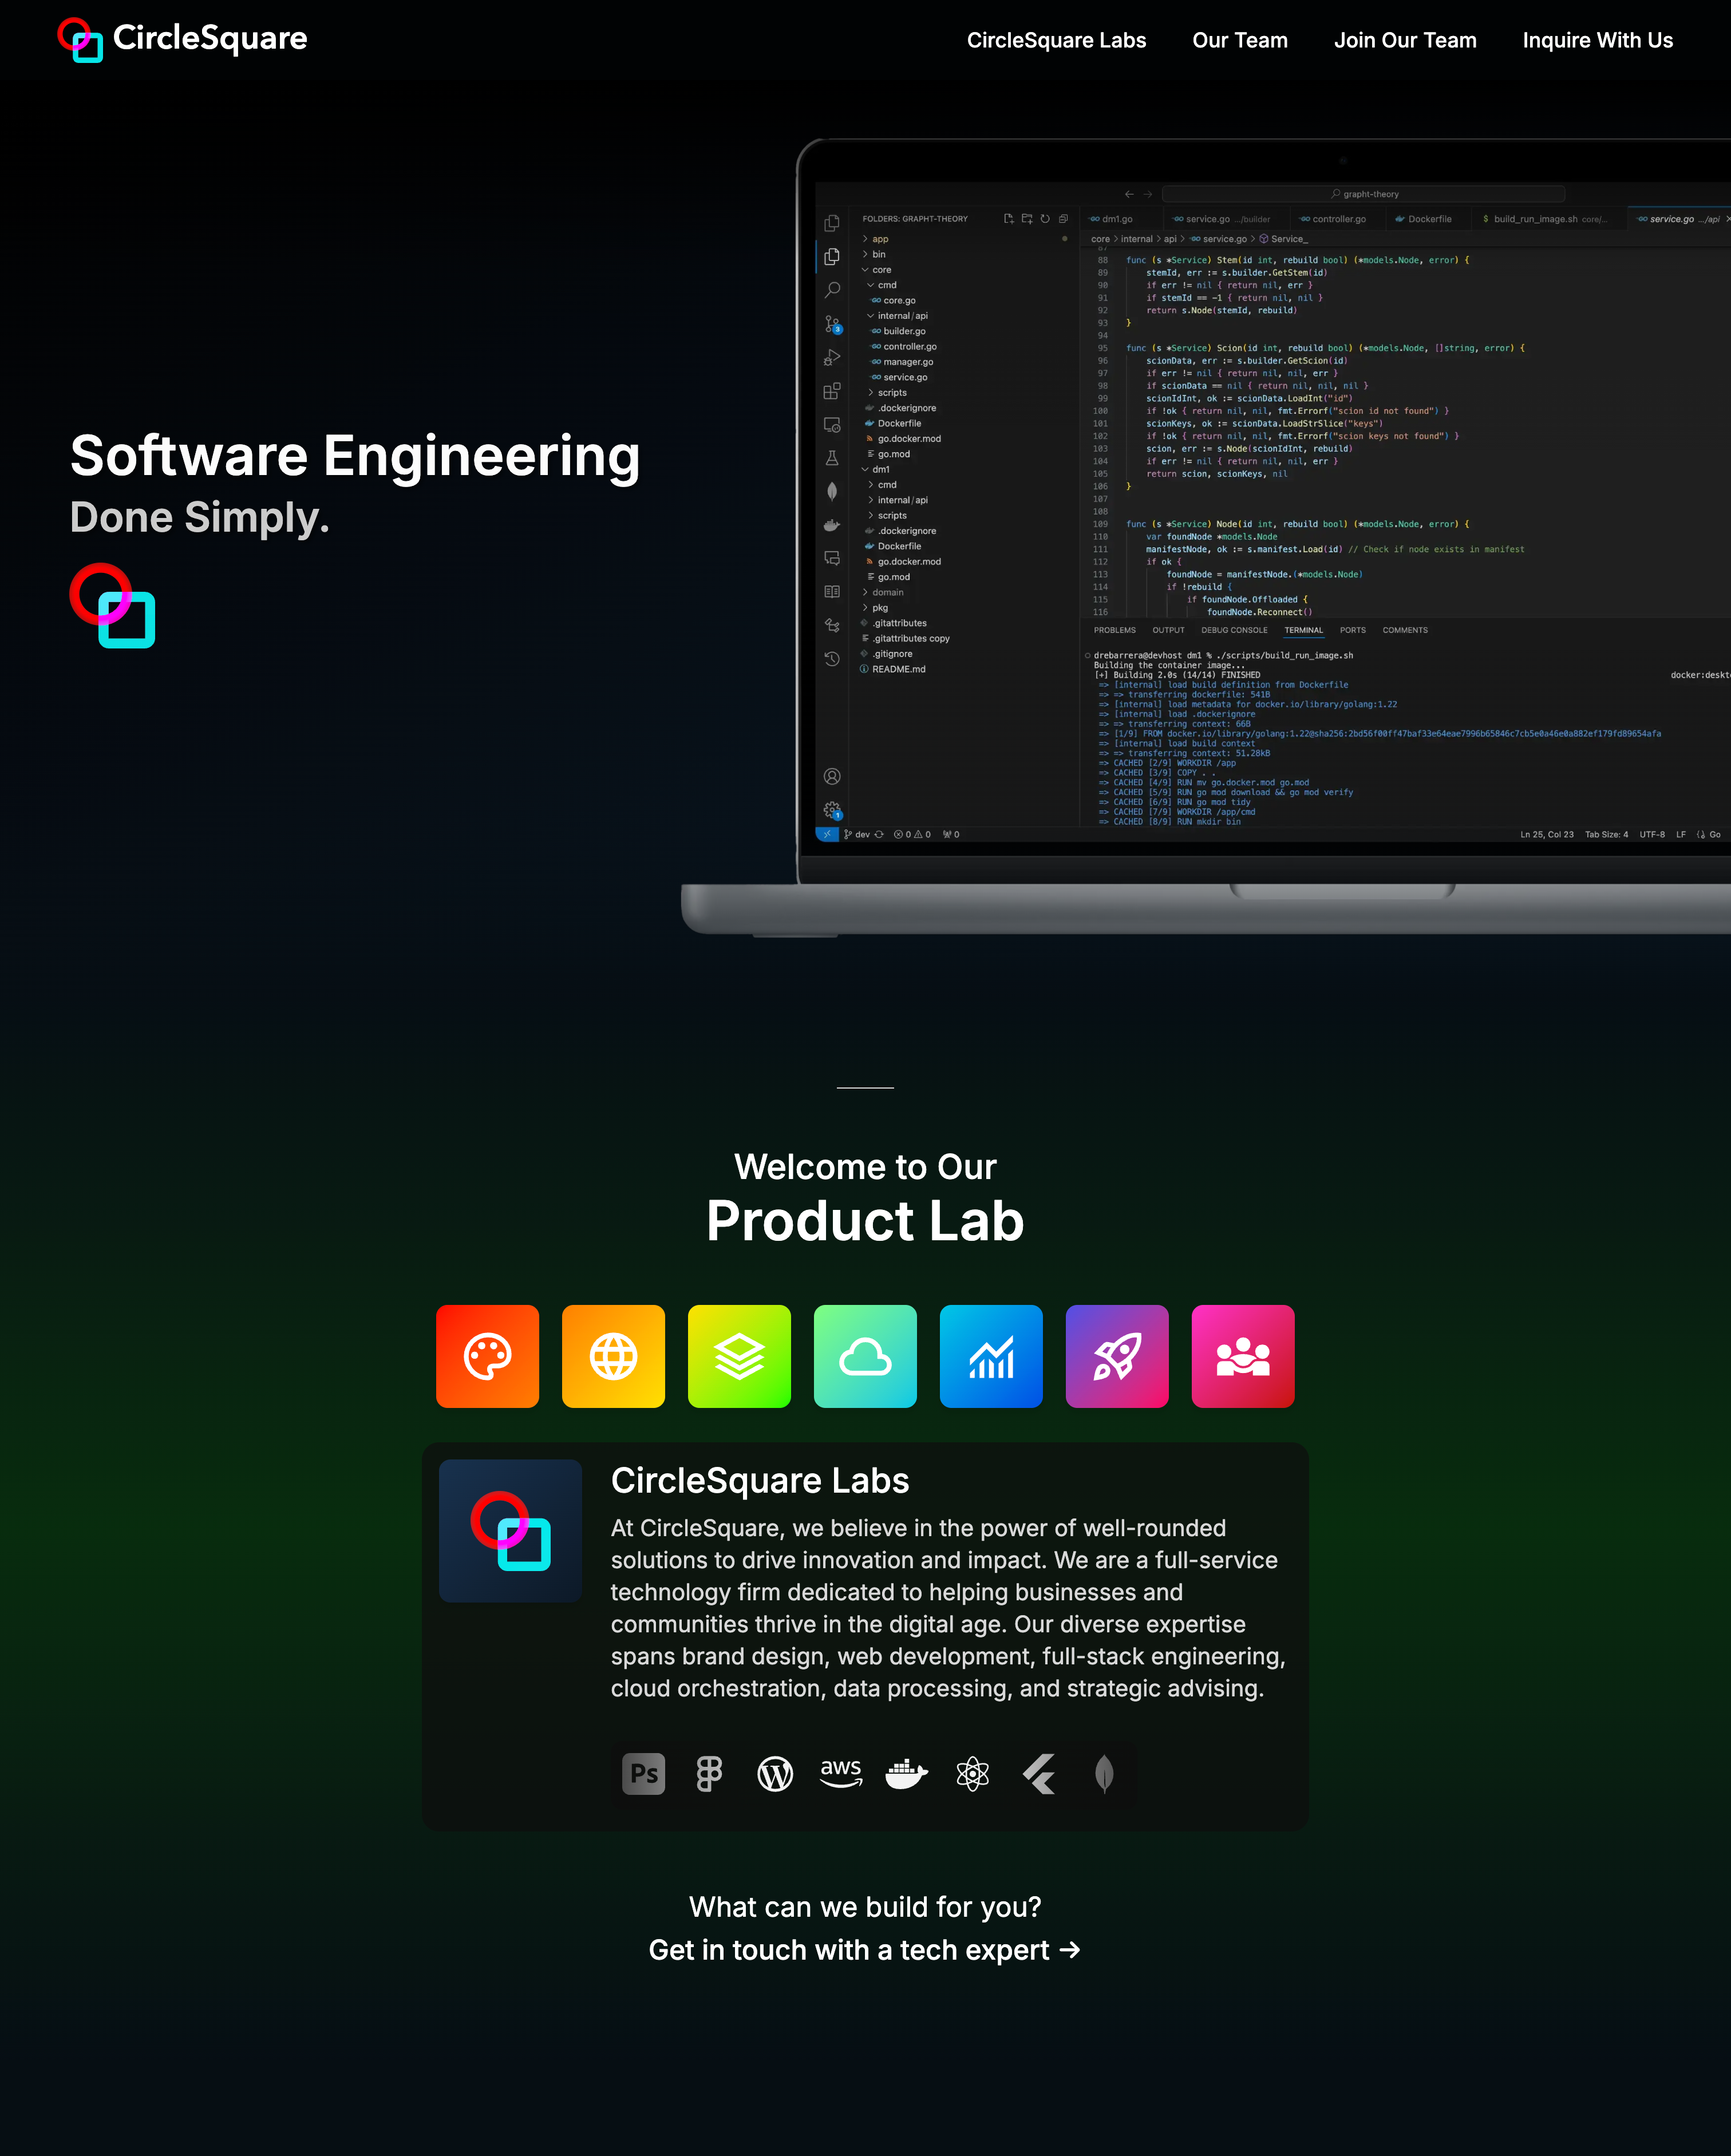 CircleSquare
CircleSquare Labs
Our Team
Join Our Team
Inquire With Us
Software Engineering
Done Simply.
grapht-theory
FOLDERS: GRAPHT-THEORY
app
bin
core
cmd
core.go
internal/api
builder.go
controller.go
manager.go
service.go
scripts
.dockerignore
Dockerfile
go.docker.mod
go.mod
dm1
cmd
internal/api
scripts
.dockerignore
Dockerfile
go.docker.mod
go.mod
domain
pkg
.gitattributes
.gitattributes copy
.gitignore
README.md
dm1.go
service.go .../builder
controller.go
Dockerfile
$ build_run_image.sh core/...
service.go .../api
core > internal > api > service.go > Service_
87
88 func (s *Service) Stem(id int, rebuild bool) (*models.Node, error) {
89 stemId, err := s.builder.GetStem(id)
90 if err != nil { return nil, err }
91 if stemId == -1 { return nil, nil }
92 return s.Node(stemId, rebuild)
93 }
94
95 func (s *Service) Scion(id int, rebuild bool) (*models.Node, []string, error) {
96 scionData, err := s.builder.GetScion(id)
97 if err != nil { return nil, nil, err }
98 if scionData == nil { return nil, nil, nil }
99 scionIdInt, ok := scionData.LoadInt("id")
100 if !ok { return nil, nil, fmt.Errorf("scion id not found") }
101 scionKeys, ok := scionData.LoadStrSlice("keys")
102 if !ok { return nil, nil, fmt.Errorf("scion keys not found") }
103 scion, err := s.Node(scionIdInt, rebuild)
104 if err != nil { return nil, nil, err }
105 return scion, scionKeys, nil
106 }
107
108
109 func (s *Service) Node(id int, rebuild bool) (*models.Node, error) {
110 var foundNode *models.Node
111 manifestNode, ok := s.manifest.Load(id) // Check if node exists in manifest
112 if ok {
113 foundNode = manifestNode.(*models.Node)
114 if !rebuild {
115 if foundNode.Offloaded {
116 foundNode.Reconnect()
PROBLEMS OUTPUT DEBUG CONSOLE TERMINAL PORTS COMMENTS
drebarrera@devhost dm1 % ./scripts/build_run_image.sh
Building the container image...
[+] Building 2.0s (14/14) FINISHED docker:deskt
=> [internal] load build definition from Dockerfile
=> => transferring dockerfile: 541B
=> [internal] load metadata for docker.io/library/golang:1.22
=> [internal] load .dockerignore
=> => transferring context: 66B
=> [1/9] FROM docker.io/library/golang:1.22@sha256:2bd56f00ff47baf33e64eae7996b65846c7cb5e0a46e0a882ef179fd89654afa
=> [internal] load build context
=> => transferring context: 51.28kB
=> CACHED [2/9] WORKDIR /app
=> CACHED [3/9] COPY . .
=> CACHED [4/9] RUN mv go.docker.mod go.mod
=> CACHED [5/9] RUN go mod download && go mod verify
=> CACHED [6/9] RUN go mod tidy
=> CACHED [7/9] WORKDIR /app/cmd
=> CACHED [8/9] RUN mkdir bin
dev 0 0 0
Ln 25, Col 23 Tab Size: 4 UTF-8 LF Go
Welcome to Our
Product Lab
CircleSquare Labs
At CircleSquare, we believe in the power of well-rounded
solutions to drive innovation and impact. We are a full-service
technology firm dedicated to helping businesses and
communities thrive in the digital age. Our diverse expertise
spans brand design, web development, full-stack engineering,
cloud orchestration, data processing, and strategic advising.
Ps
aws
What can we build for you?
Get in touch with a tech expert →